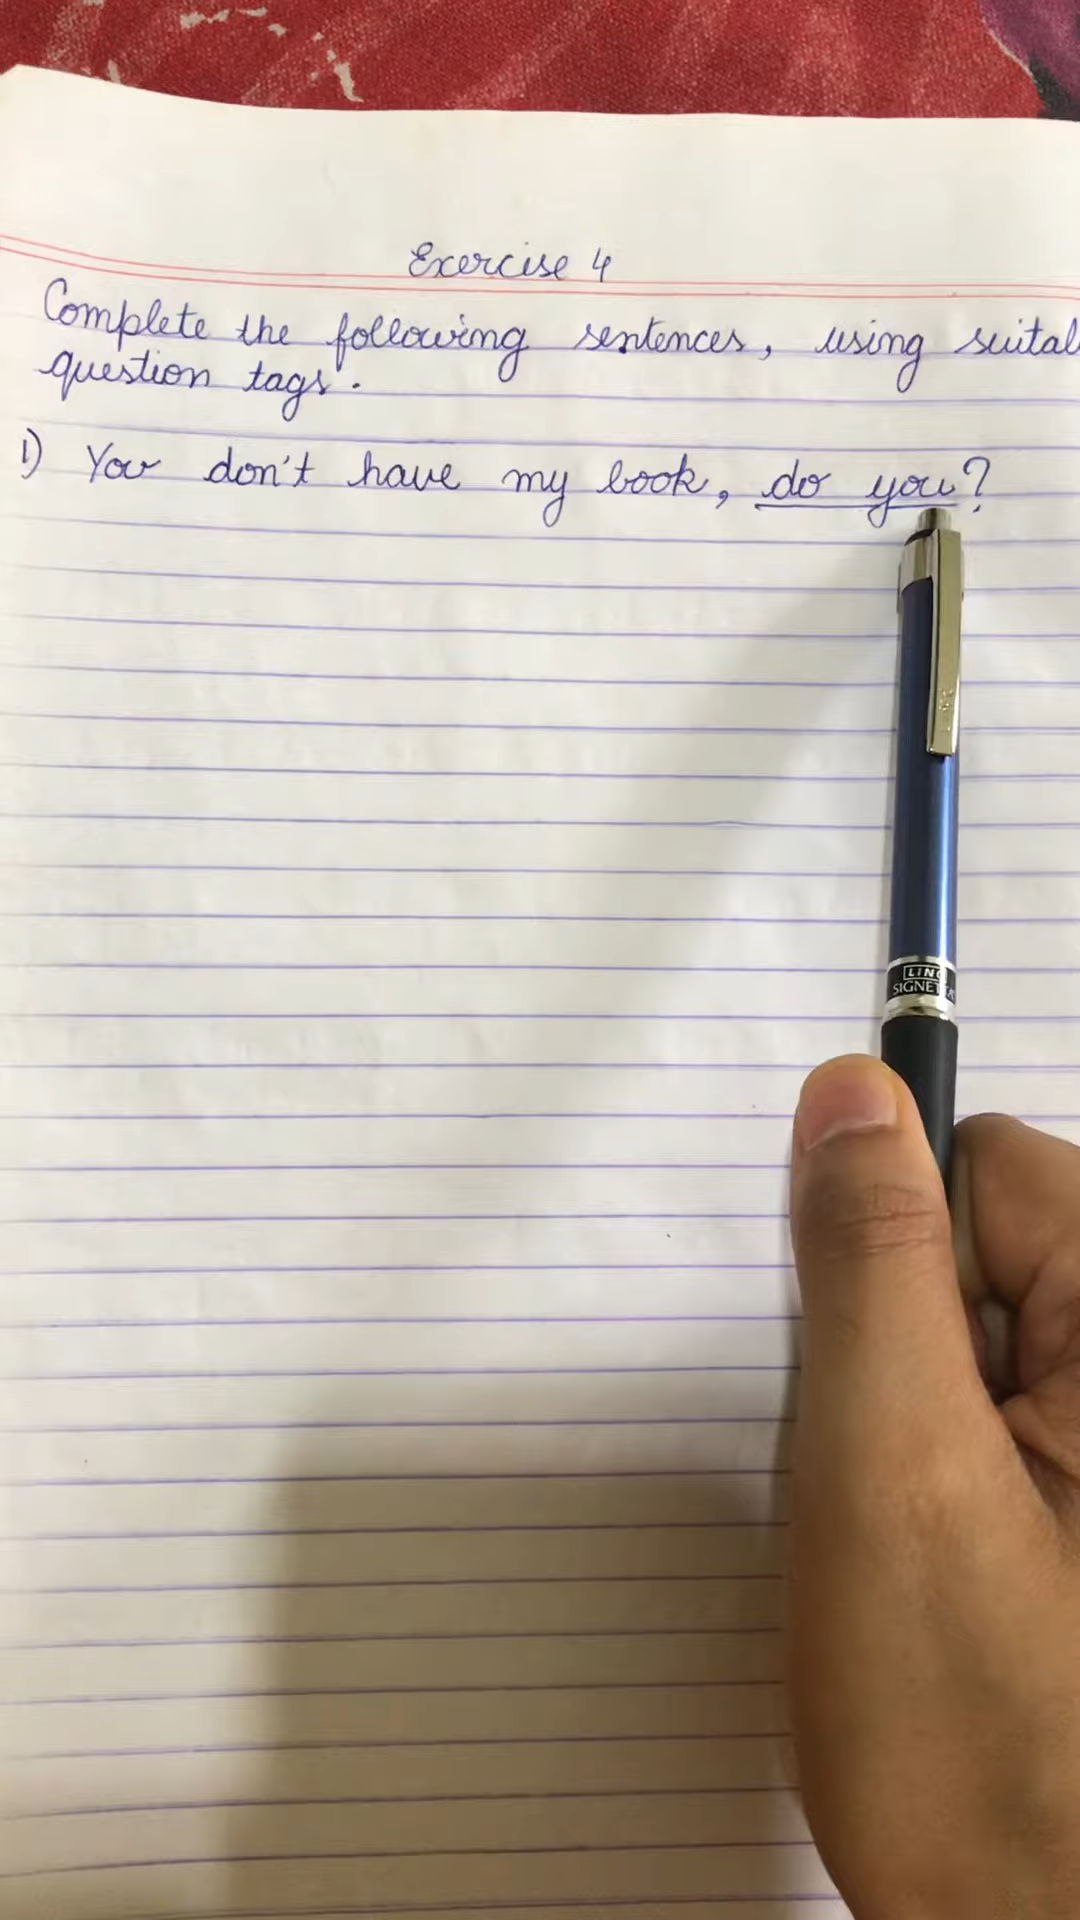 Exercise 4
Complete the following sentences, using suital
question tags.
1) You don't have my book, do you?
LINC
SIGNET